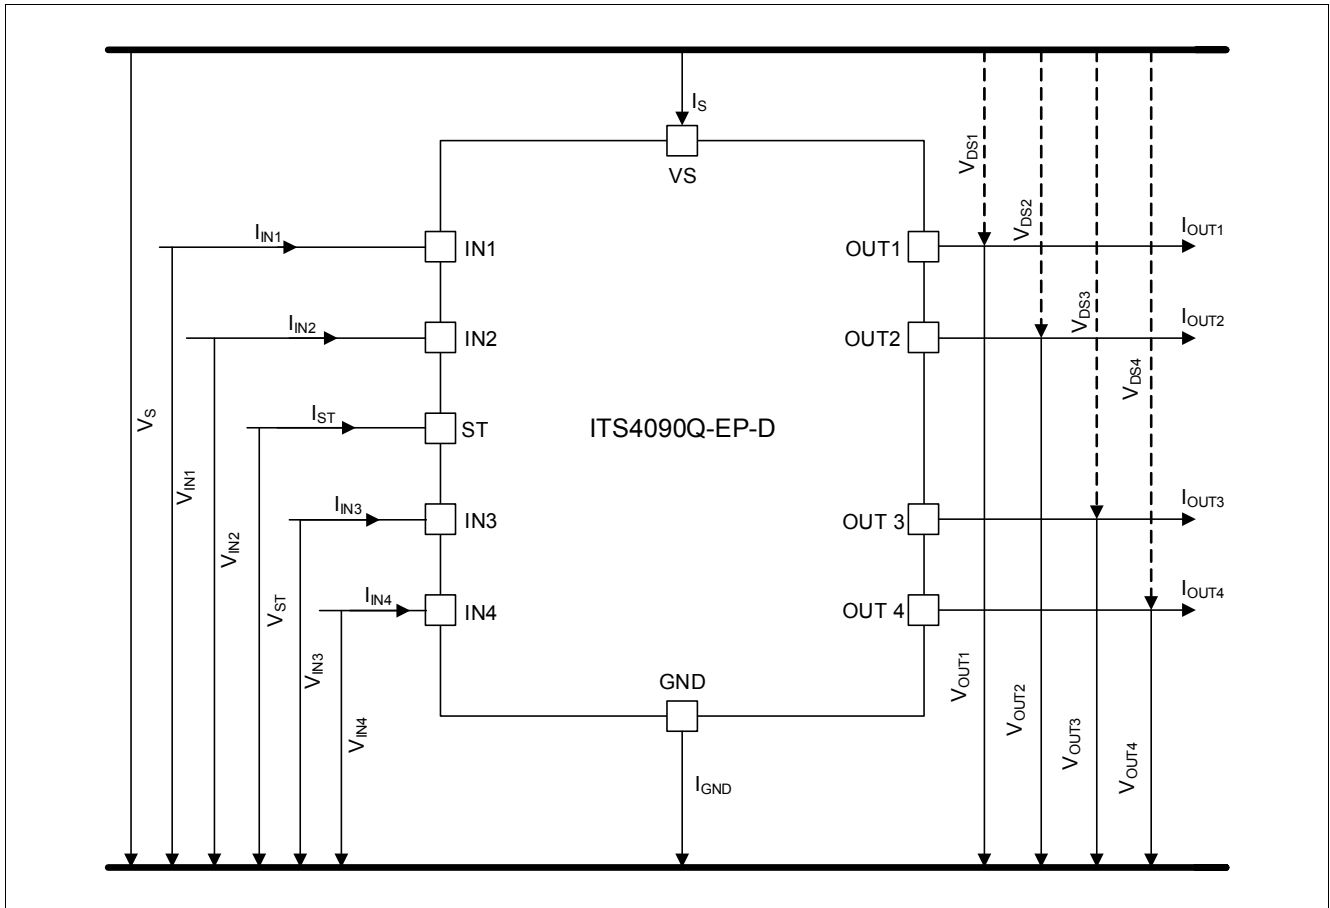 I_S
VS
V_DS1
V_DS2
V_DS3
V_DS4
I_IN1
IN1
OUT1
I_OUT1
I_IN2
IN2
OUT2
I_OUT2
V_S
V_IN1
V_IN2
I_ST
ST
ITS4090Q-EP-D
V_ST
I_IN3
IN3
OUT 3
I_OUT3
V_IN3
I_IN4
IN4
OUT 4
I_OUT4
V_IN4
GND
I_GND
V_OUT1
V_OUT2
V_OUT3
V_OUT4